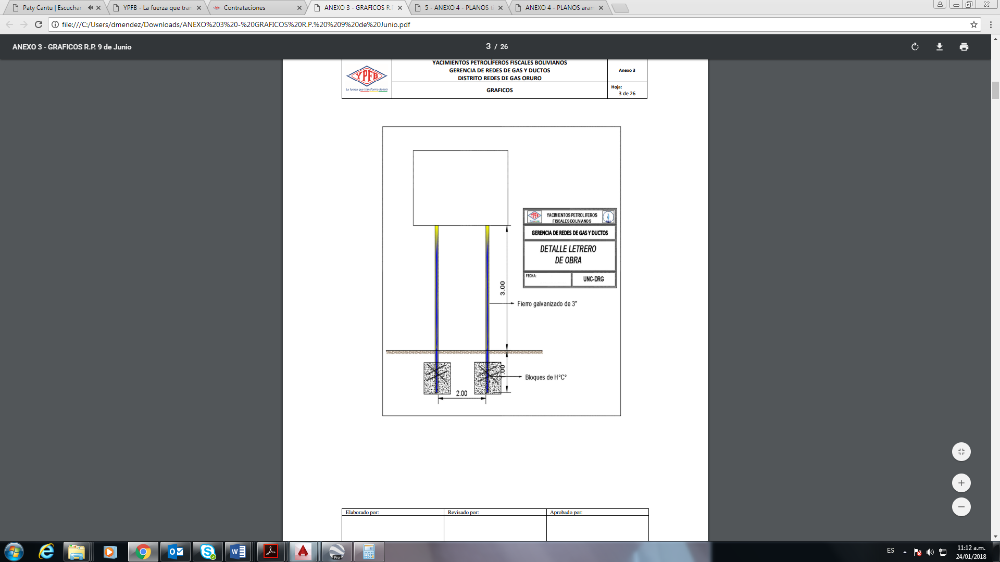 Paty Cantu | Escuchar
YPFB - La fuerza que tran
Contrataciones
ANEXO 3 - GRAFICOS R.P
5 - ANEXO 4 - PLANOS ti
ANEXO 4 - PLANOS aran
file:///C:/Users/dmendez/Downloads/ANEXO%203%20-%20GRAFICOS%20R.P.%20%209%20de%20Junio.pdf
ANEXO 3 - GRAFICOS R.P. 9 de Junio
3 / 26
YPFB
La fuerza que transforma Bolivia
YACIMIENTOS PETROLÍFEROS FISCALES BOLIVIANOS
GERENCIA DE REDES DE GAS Y DUCTOS
DISTRITO REDES DE GAS ORURO
GRAFICOS
Anexo 3
Hoja:
3 de 26
YPFB
YACIMIENTOS PETROLIFEROS
FISCALES BOLIVIANOS
GERENCIA DE REDES DE GAS Y DUCTOS
DETALLE LETRERO
DE OBRA
FECHA:
UNC-DRG
3.00
Fierro galvanizado de 3"
Bloques de H°C°
2.00
Elaborado por:
Revisado por:
Aprobado por:
Pro
ES
11:12 a.m.
24/01/2018